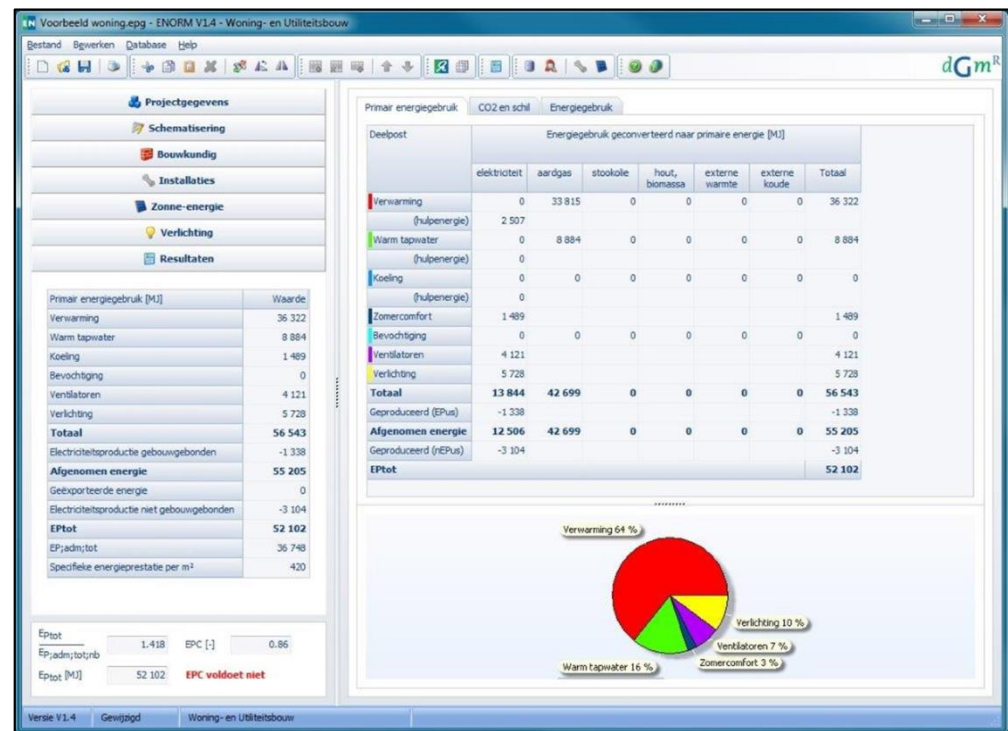 Voorbeeld woning.epg - ENORM V1.4 - Woning- en Utiliteitsbouw
Bestand Bewerken Database Help
dGmR
Projectgegevens
Schematisering
Bouwkundig
Installaties
Zonne-energie
Verlichting
Resultaten
Primair energiegebruik [MJ] Waarde
Verwarming 36 322
Warm tapwater 8 884
Koeling 1 489
Bevochtiging 0
Ventilatoren 4 121
Verlichting 5 728
Totaal 56 543
Electriciteitsproductie gebouwgebonden -1 338
Afgenomen energie 55 205
Geëxporteerde energie 0
Electriciteitsproductie niet gebouwgebonden -3 104
EPtot 52 102
EP;adm;tot 36 748
Specifieke energieprestatie per m² 420
EPtot
EP;adm;tot;nb 1.418 EPC [-] 0.86
EPtot [MJ] 52 102 EPC voldoet niet
Primair energiegebruik CO2 en schil Energiegebruik
Deelpost Energiegebruik geconverteerd naar primaire energie [MJ]
elektriciteit aardgas stookolie hout, biomassa externe warmte externe koude Totaal
Verwarming 0 33 815 0 0 0 0 36 322
(hulpenergie) 2 507
Warm tapwater 0 8 884 0 0 0 0 8 884
(hulpenergie) 0
Koeling 0 0 0 0 0 0 0
(hulpenergie) 0
Zomercomfort 1 489 1 489
Bevochtiging 0 0 0 0 0 0 0
Ventilatoren 4 121 4 121
Verlichting 5 728 5 728
Totaal 13 844 42 699 0 0 0 0 56 543
Geproduceerd (EPus) -1 338 -1 338
Afgenomen energie 12 506 42 699 0 0 0 0 55 205
Geproduceerd (nEPus) -3 104 -3 104
EPtot 52 102
Verwarming 64 %
Verlichting 10 %
Ventilatoren 7 %
Zomercomfort 3 %
Warm tapwater 16 %
Versie V1.4 Gewijzigd Woning- en Utiliteitsbouw